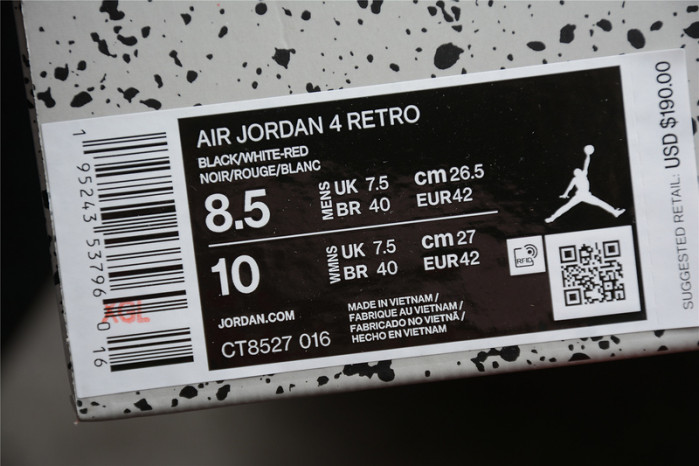 AIR JORDAN 4 RETRO
BLACK/WHITE-RED
NOIR/ROUGE/BLANC
8.5
MENS
UK 7.5
BR 40
cm 26.5
EUR42
10
WMNS
UK 7.5
BR 40
cm 27
EUR42
RFID
JORDAN.COM
CT8527 016
MADE IN VIETNAM /
FABRIQUE AU VIETNAM /
FABRICADO NO VIETNÃ /
HECHO EN VIETNAM
1 95243 53796 0 16
XGL
SUGGESTED RETAIL: USD $190.00